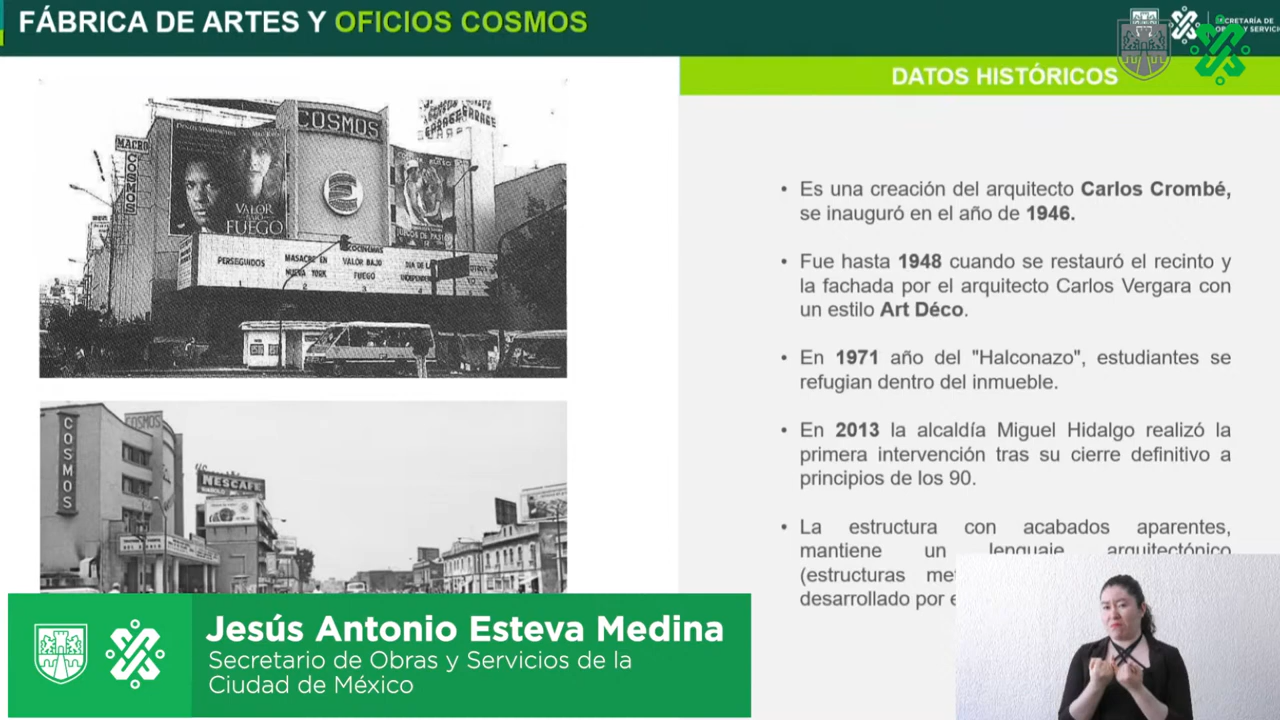 FÁBRICA DE ARTES Y OFICIOS COSMOS
SECRETARÍA DE
DATOS HISTÓRICOS
COSMOS
MACRO
COSMOS
VALOR
FUEGO
PERSEGUIDOS
MASACRE EN
NUEVA YORK
VALOR BAJO
FUEGO
COSMOS
COSMOS
NESCAFE
• Es una creación del arquitecto Carlos Crombé,
se inauguró en el año de 1946.
• Fue hasta 1948 cuando se restauró el recinto y
la fachada por el arquitecto Carlos Vergara con
un estilo Art Déco.
• En 1971 año del "Halconazo", estudiantes se
refugian dentro del inmueble.
• En 2013 la alcaldía Miguel Hidalgo realizó la
primera intervención tras su cierre definitivo a
principios de los 90.
• La estructura con acabados aparentes,
mantiene un lenguaje arquitectónico
(estructuras
desarrollado por
Jesús Antonio Esteva Medina
Secretario de Obras y Servicios de la
Ciudad de México